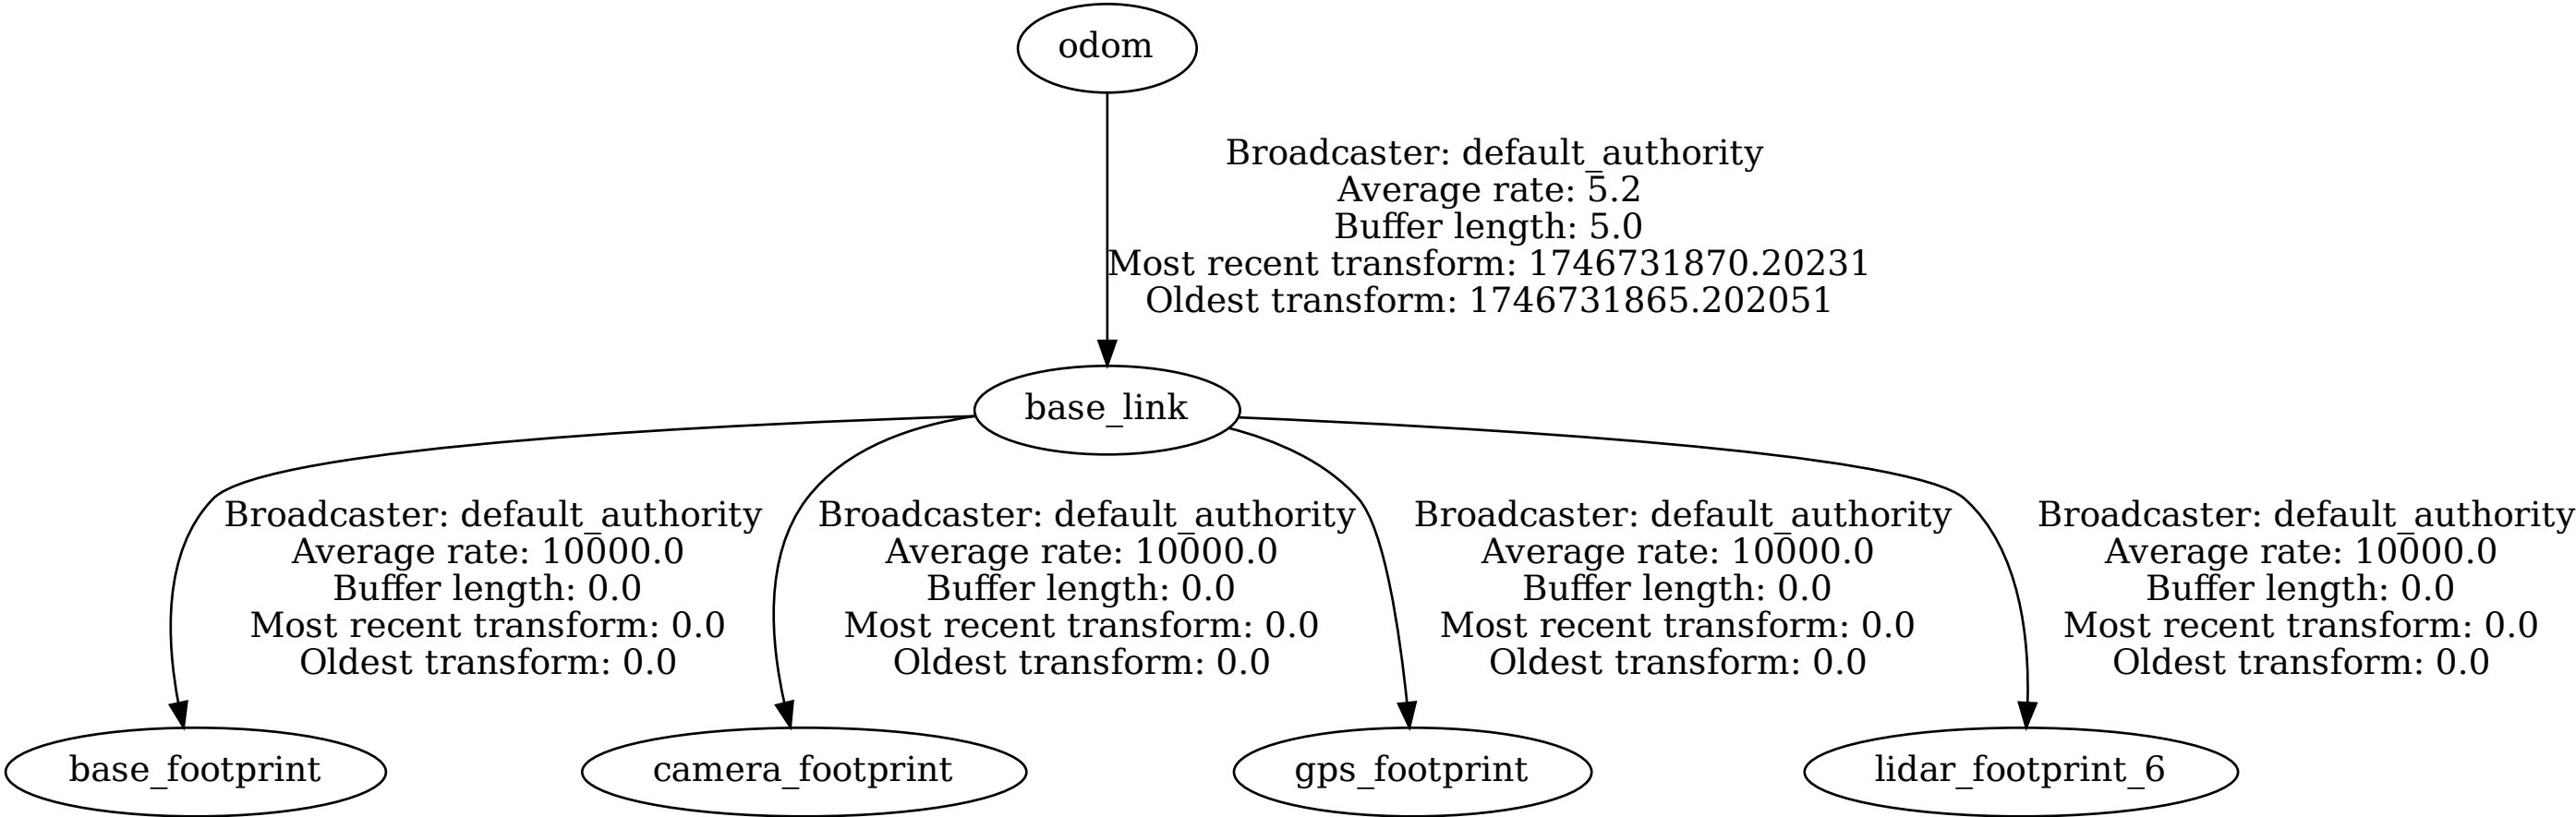 odom
Broadcaster: default_authority
Average rate: 5.2
Buffer length: 5.0
Most recent transform: 1746731870.20231
Oldest transform: 1746731865.202051
base_link
Broadcaster: default_authority
Average rate: 10000.0
Buffer length: 0.0
Most recent transform: 0.0
Oldest transform: 0.0
Broadcaster: default_authority
Average rate: 10000.0
Buffer length: 0.0
Most recent transform: 0.0
Oldest transform: 0.0
Broadcaster: default_authority
Average rate: 10000.0
Buffer length: 0.0
Most recent transform: 0.0
Oldest transform: 0.0
Broadcaster: default_authority
Average rate: 10000.0
Buffer length: 0.0
Most recent transform: 0.0
Oldest transform: 0.0
base_footprint
camera_footprint
gps_footprint
lidar_footprint_6